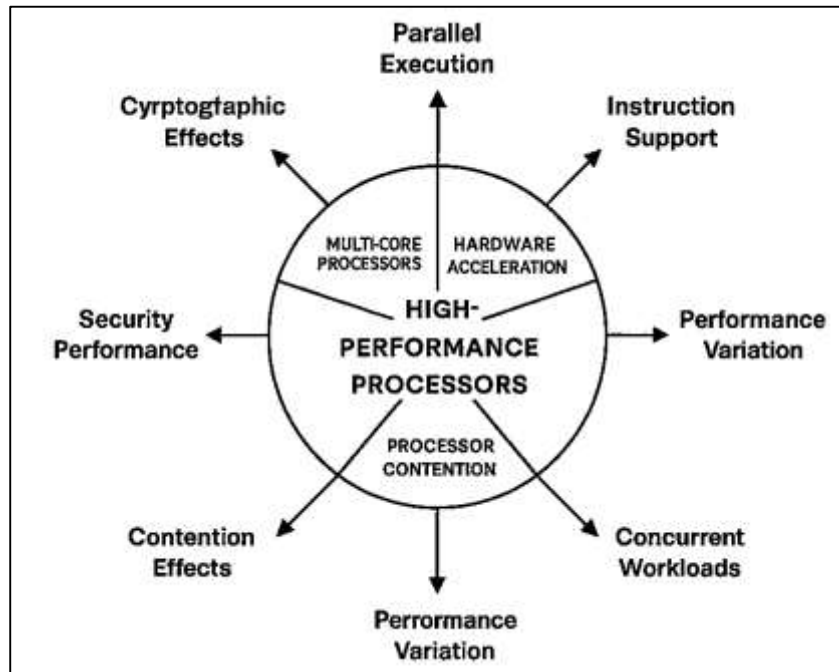 Parallel
Execution
Cyrptogfaphic
Effects
Instruction
Support
MULTI-CORE
PROCESSORS
HARDWARE
ACCELERATION
HIGH-
PERFORMANCE
PROCESSORS
Security
Performance
Performance
Variation
PROCESSOR
CONTENTION
Contention
Effects
Concurrent
Workloads
Perrormance
Variation